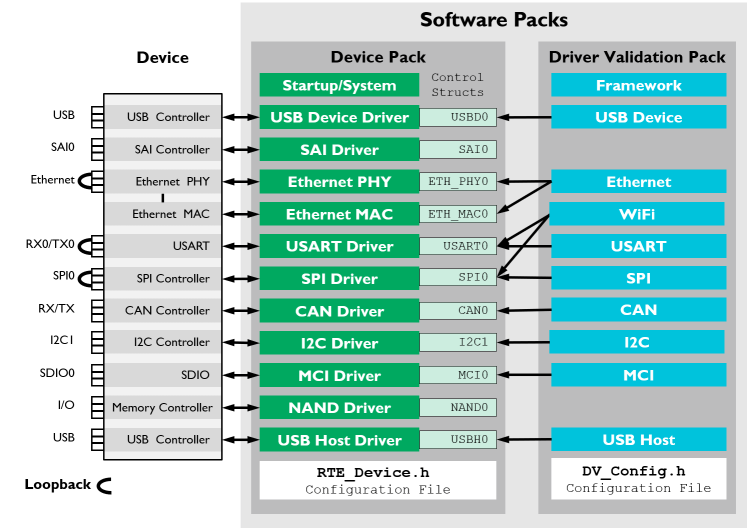 Software Packs
Device
Device Pack
Driver Validation Pack
Startup/System
Control
Structs
Framework
USB
USB Controller
USB Device Driver
USBD0
USB Device
SAI0
SAI Controller
SAI Driver
SAI0
Ethernet
Ethernet PHY
Ethernet PHY
ETH_PHY0
Ethernet
Ethernet MAC
Ethernet MAC
ETH_MAC0
WiFi
RX0/TX0
USART
USART Driver
USART0
USART
SPI0
SPI Controller
SPI Driver
SPI0
SPI
RX/TX
CAN Controller
CAN Driver
CAN0
CAN
I2C1
I2C Controller
I2C Driver
I2C1
I2C
SDIO0
SDIO
MCI Driver
MCI0
MCI
I/O
Memory Controller
NAND Driver
NAND0
USB
USB Controller
USB Host Driver
USBH0
USB Host
Loopback
RTE_Device.h
Configuration File
DV_Config.h
Configuration File